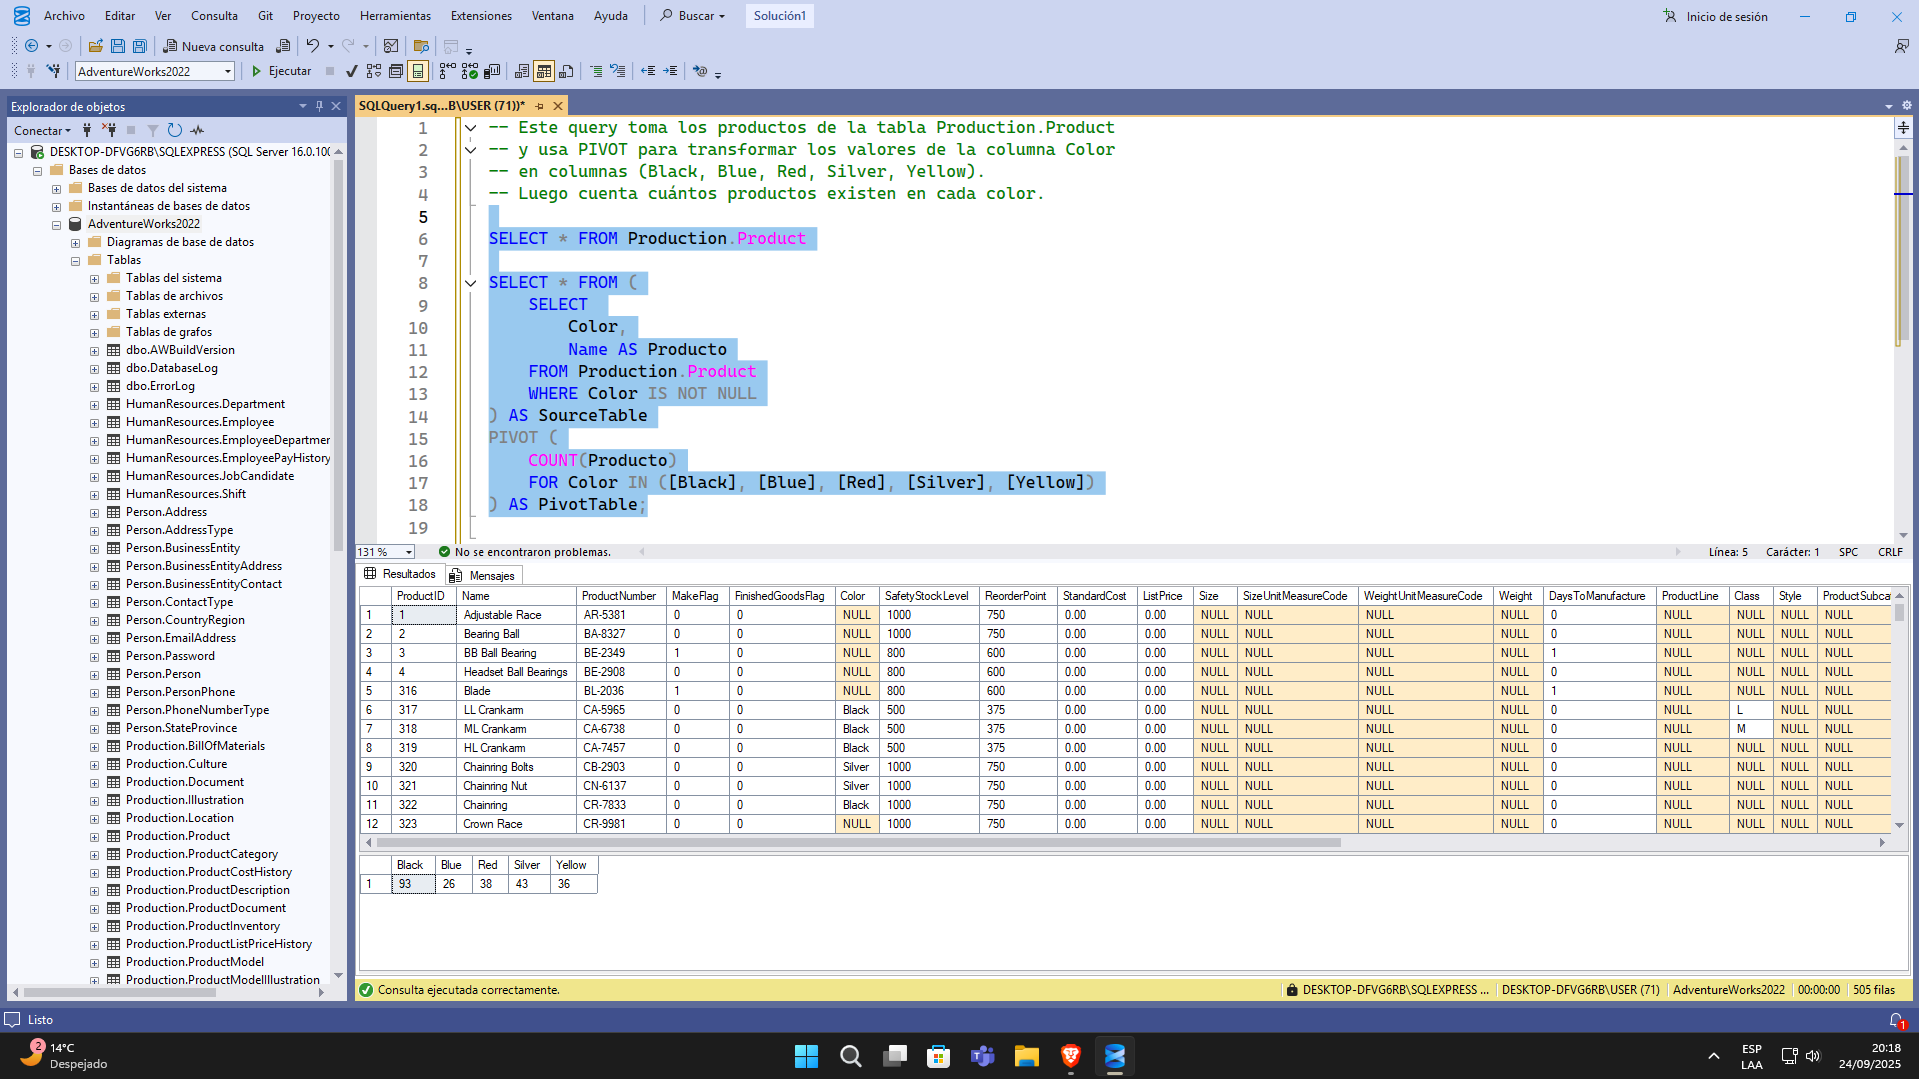 Archivo Editar Ver Consulta Git Proyecto Herramientas Extensiones Ventana Ayuda Buscar Solución1 Inicio de sesión
Nueva consulta
AdventureWorks2022 Ejecutar
Explorador de objetos
Conectar
DESKTOP-DFVG6RB\SQLEXPRESS (SQL Server 16.0.100
Bases de datos
Bases de datos del sistema
Instantáneas de bases de datos
AdventureWorks2022
Diagramas de base de datos
Tablas
Tablas del sistema
Tablas de archivos
Tablas externas
Tablas de grafos
dbo.AWBuildVersion
dbo.DatabaseLog
dbo.ErrorLog
HumanResources.Department
HumanResources.Employee
HumanResources.EmployeeDepartmen
HumanResources.EmployeePayHistory
HumanResources.JobCandidate
HumanResources.Shift
Person.Address
Person.AddressType
Person.BusinessEntity
Person.BusinessEntityAddress
Person.BusinessEntityContact
Person.ContactType
Person.CountryRegion
Person.EmailAddress
Person.Password
Person.Person
Person.PersonPhone
Person.PhoneNumberType
Person.StateProvince
Production.BillOfMaterials
Production.Culture
Production.Document
Production.Illustration
Production.Location
Production.Product
Production.ProductCategory
Production.ProductCostHistory
Production.ProductDescription
Production.ProductDocument
Production.ProductInventory
Production.ProductListPriceHistory
Production.ProductModel
Production.ProductModelIllustration
SQLQuery1.sq...B\USER (71))*
1 -- Este query toma los productos de la tabla Production.Product
2 -- y usa PIVOT para transformar los valores de la columna Color
3 -- en columnas (Black, Blue, Red, Silver, Yellow).
4 -- Luego cuenta cuántos productos existen en cada color.
5
6 SELECT * FROM Production.Product
7
8 SELECT * FROM (
9 SELECT
10 Color,
11 Name AS Producto
12 FROM Production.Product
13 WHERE Color IS NOT NULL
14 ) AS SourceTable
15 PIVOT (
16 COUNT(Producto)
17 FOR Color IN ([Black], [Blue], [Red], [Silver], [Yellow])
18 ) AS PivotTable;
19
131 % No se encontraron problemas. Línea: 5 Carácter: 1 SPC CRLF
Resultados Mensajes
ProductID Name ProductNumber MakeFlag FinishedGoodsFlag Color SafetyStockLevel ReorderPoint StandardCost ListPrice Size SizeUnitMeasureCode WeightUnitMeasureCode Weight DaysToManufacture ProductLine Class Style ProductSubca
1 1 Adjustable Race AR-5381 0 0 NULL 1000 750 0.00 0.00 NULL NULL NULL NULL 0 NULL NULL NULL NULL
2 2 Bearing Ball BA-8327 0 0 NULL 1000 750 0.00 0.00 NULL NULL NULL NULL 0 NULL NULL NULL NULL
3 3 BB Ball Bearing BE-2349 1 0 NULL 800 600 0.00 0.00 NULL NULL NULL NULL 1 NULL NULL NULL NULL
4 4 Headset Ball Bearings BE-2908 0 0 NULL 800 600 0.00 0.00 NULL NULL NULL NULL 0 NULL NULL NULL NULL
5 316 Blade BL-2036 1 0 NULL 800 600 0.00 0.00 NULL NULL NULL NULL 1 NULL NULL NULL NULL
6 317 LL Crankarm CA-5965 0 0 Black 500 375 0.00 0.00 NULL NULL NULL NULL 0 NULL L NULL NULL
7 318 ML Crankarm CA-6738 0 0 Black 500 375 0.00 0.00 NULL NULL NULL NULL 0 NULL M NULL NULL
8 319 HL Crankarm CA-7457 0 0 Black 500 375 0.00 0.00 NULL NULL NULL NULL 0 NULL NULL NULL NULL
9 320 Chainring Bolts CB-2903 0 0 Silver 1000 750 0.00 0.00 NULL NULL NULL NULL 0 NULL NULL NULL NULL
10 321 Chainring Nut CN-6137 0 0 Silver 1000 750 0.00 0.00 NULL NULL NULL NULL 0 NULL NULL NULL NULL
11 322 Chainring CR-7833 0 0 Black 1000 750 0.00 0.00 NULL NULL NULL NULL 0 NULL NULL NULL NULL
12 323 Crown Race CR-9981 0 0 NULL 1000 750 0.00 0.00 NULL NULL NULL NULL 0 NULL NULL NULL NULL
Black Blue Red Silver Yellow
1 93 26 38 43 36
Consulta ejecutada correctamente. DESKTOP-DFVG6RB\SQLEXPRESS ... DESKTOP-DFVG6RB\USER (71) AdventureWorks2022 00:00:00 505 filas
Listo 1
2 14°C
Despejado
ESP
LAA
20:18
24/09/2025